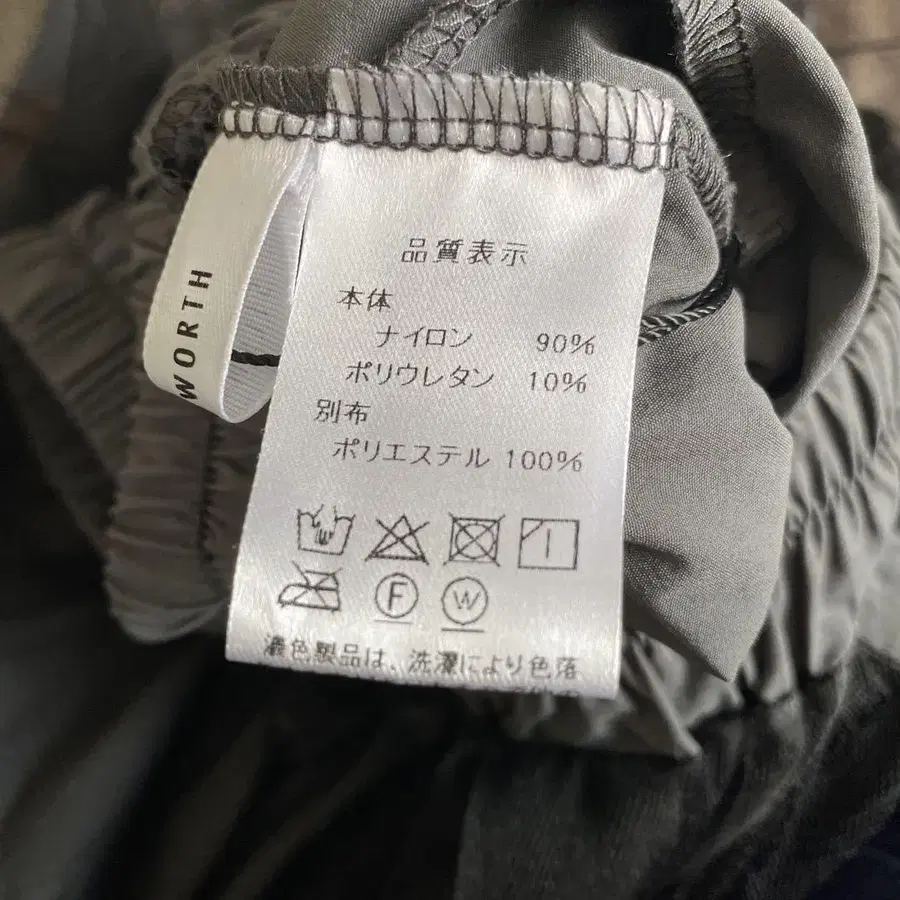 WORTH
品質表示
本体
ナイロン 90%
ポリウレタン 10%
別布
ポリエステル 100%
F W
濃色製品は、洗濯により色落